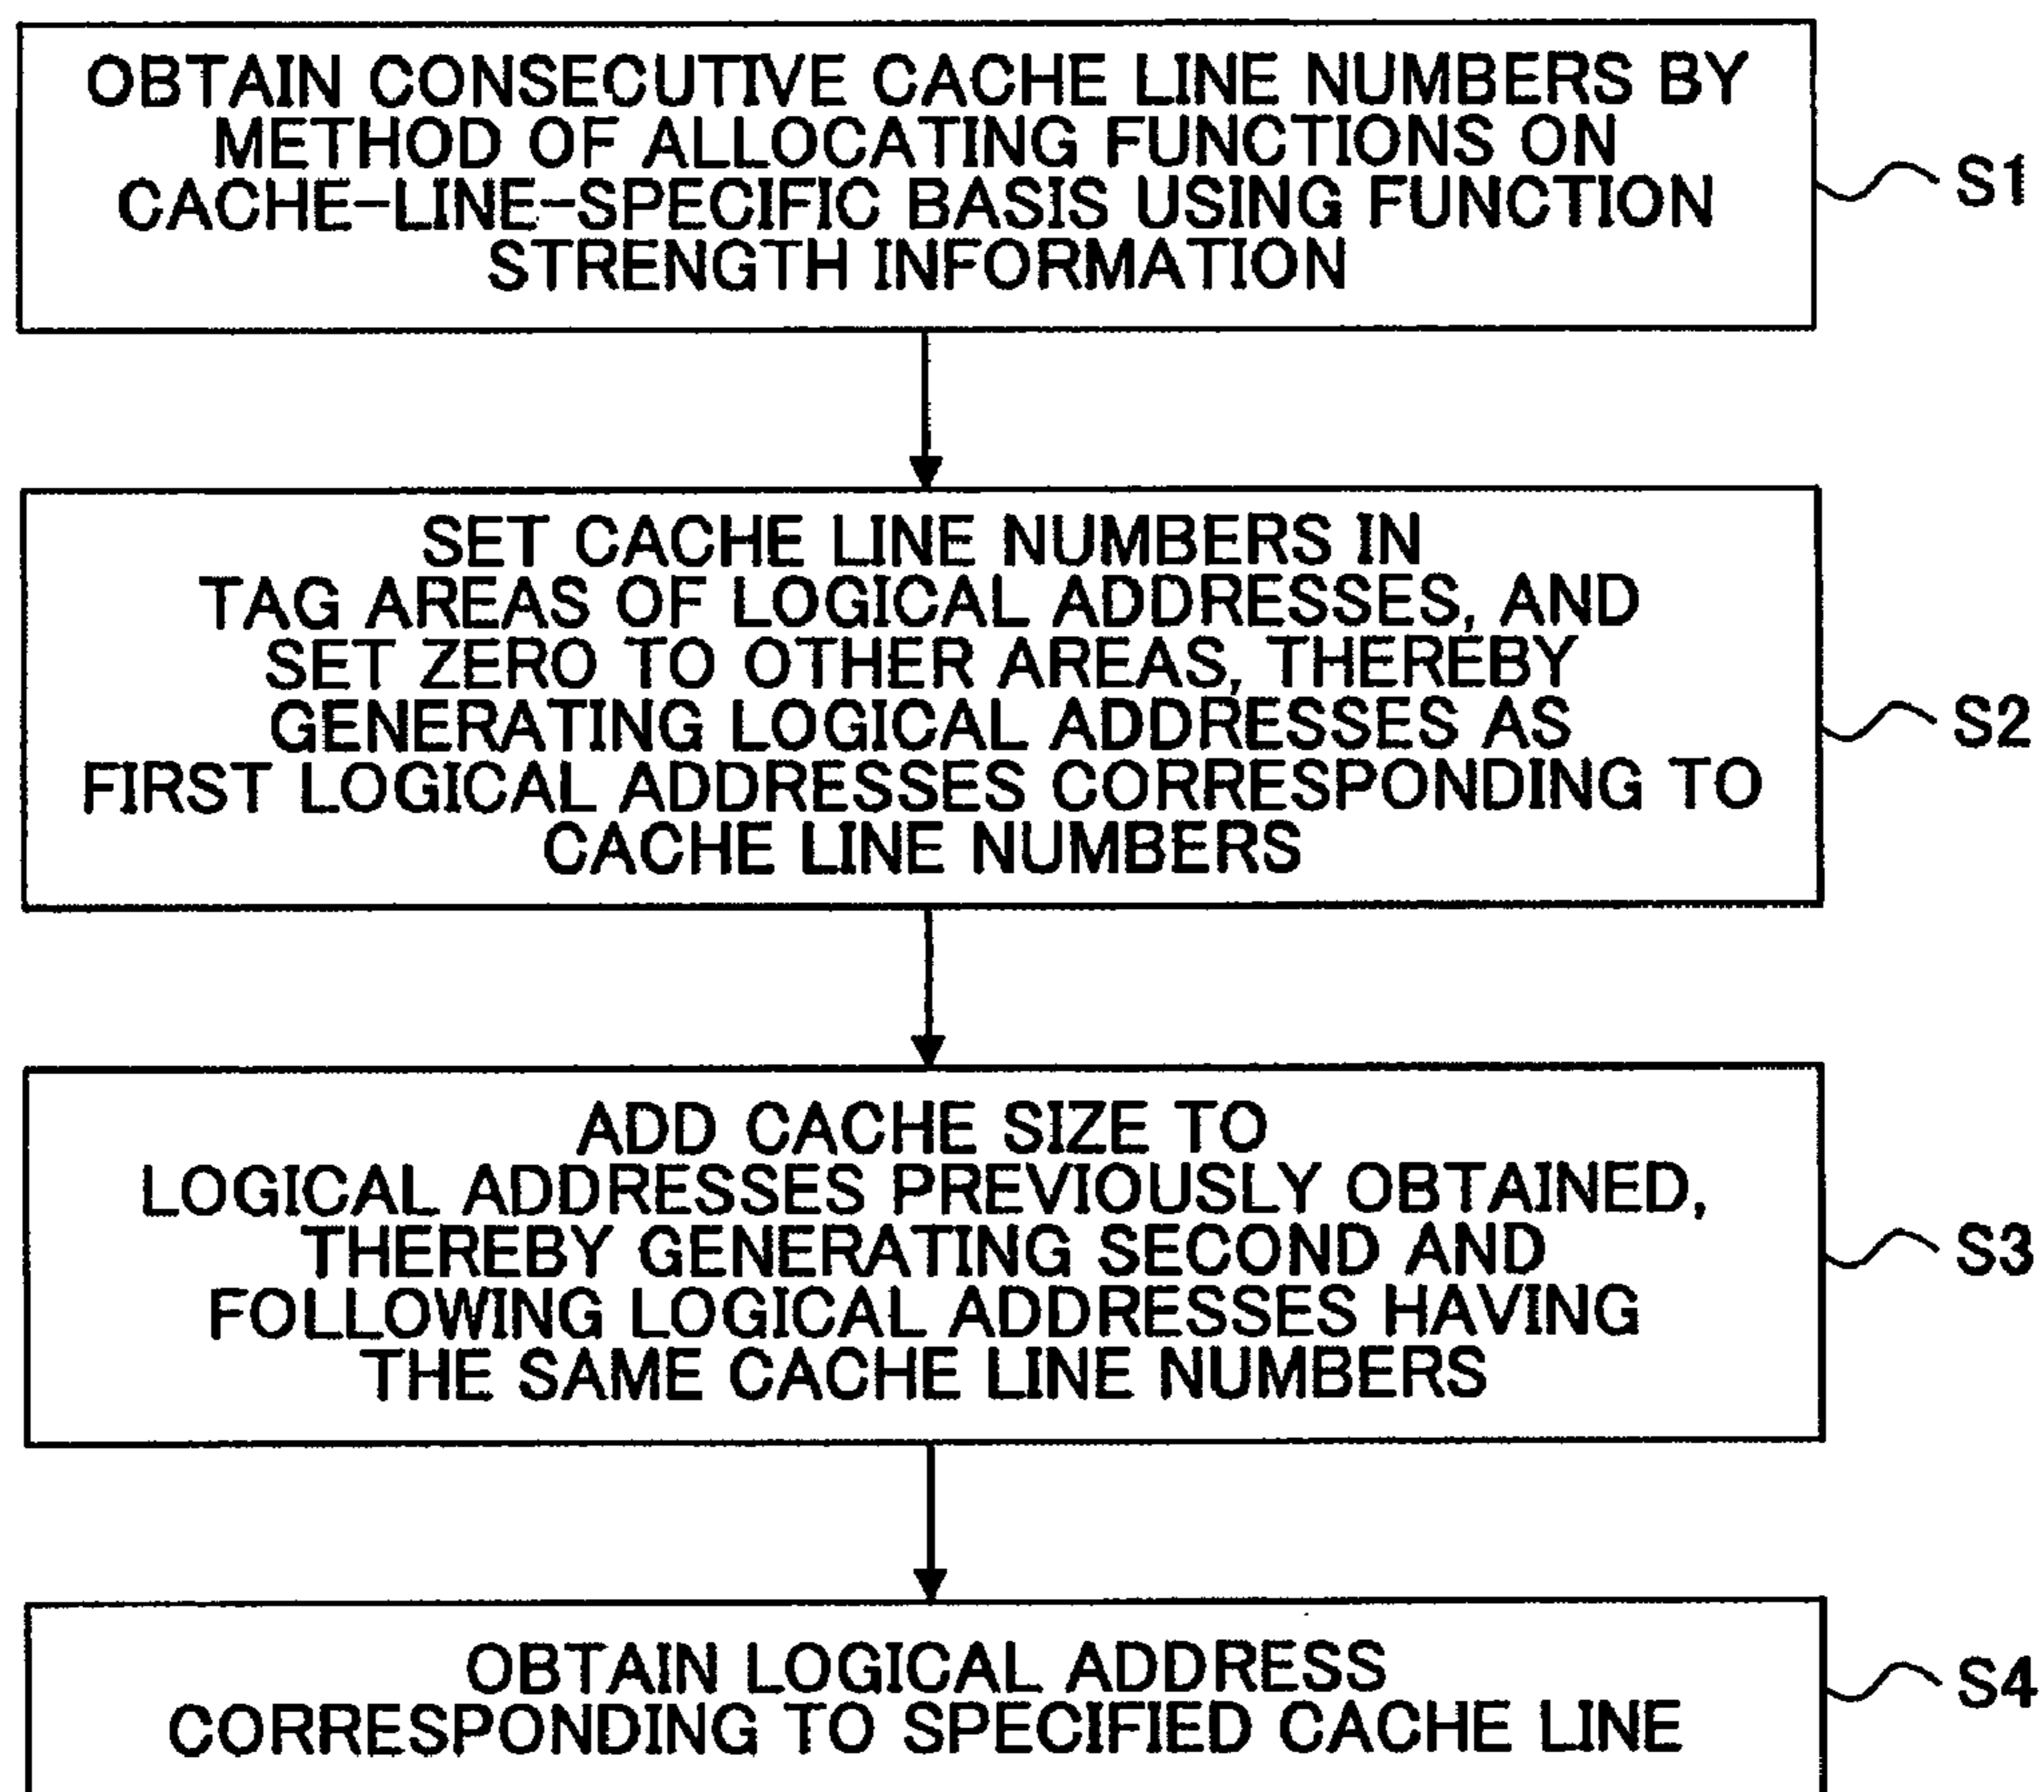 OBTAIN CONSECUTIVE CACHE LINE NUMBERS BY
METHOD OF ALLOCATING FUNCTIONS ON
CACHE-LINE-SPECIFIC BASIS USING FUNCTION
STRENGTH INFORMATION
S1
SET CACHE LINE NUMBERS IN
TAG AREAS OF LOGICAL ADDRESSES, AND
SET ZERO TO OTHER AREAS, THEREBY
GENERATING LOGICAL ADDRESSES AS
FIRST LOGICAL ADDRESSES CORRESPONDING TO
CACHE LINE NUMBERS
S2
ADD CACHE SIZE TO
LOGICAL ADDRESSES PREVIOUSLY OBTAINED,
THEREBY GENERATING SECOND AND
FOLLOWING LOGICAL ADDRESSES HAVING
THE SAME CACHE LINE NUMBERS
S3
OBTAIN LOGICAL ADDRESS
CORRESPONDING TO SPECIFIED CACHE LINE
S4